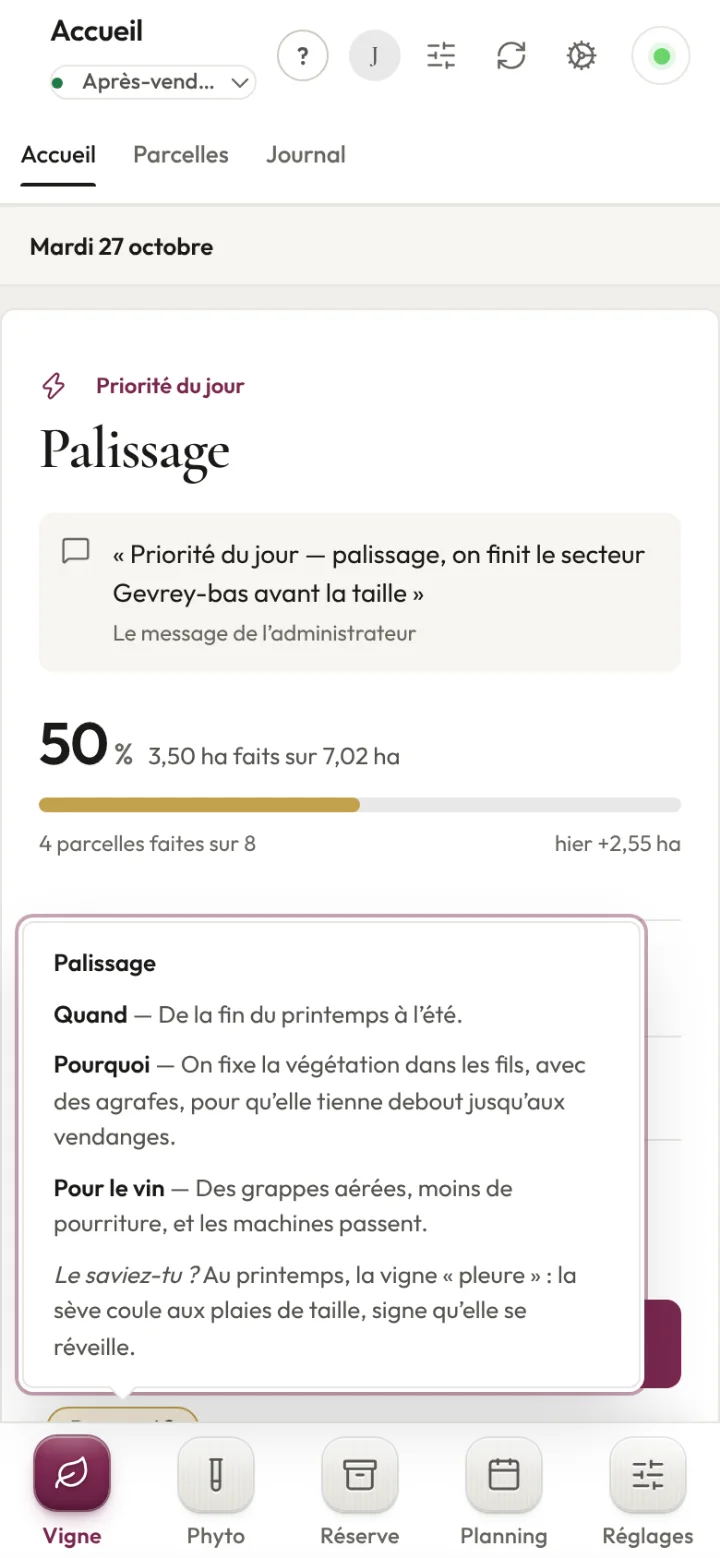 Accueil
Après-vend...
?
J
Accueil
Parcelles
Journal
Mardi 27 octobre
Priorité du jour
Palissage
« Priorité du jour — palissage, on finit le secteur
Gevrey-bas avant la taille »
Le message de l'administrateur
50 % 3,50 ha faits sur 7,02 ha
4 parcelles faites sur 8
hier +2,55 ha
Palissage
Quand — De la fin du printemps à l'été.
Pourquoi — On fixe la végétation dans les fils, avec
des agrafes, pour qu'elle tienne debout jusqu'aux
vendanges.
Pour le vin — Des grappes aérées, moins de
pourriture, et les machines passent.
Le saviez-tu ? Au printemps, la vigne « pleure » : la
sève coule aux plaies de taille, signe qu'elle se
réveille.
Vigne
Phyto
Réserve
Planning
Réglages